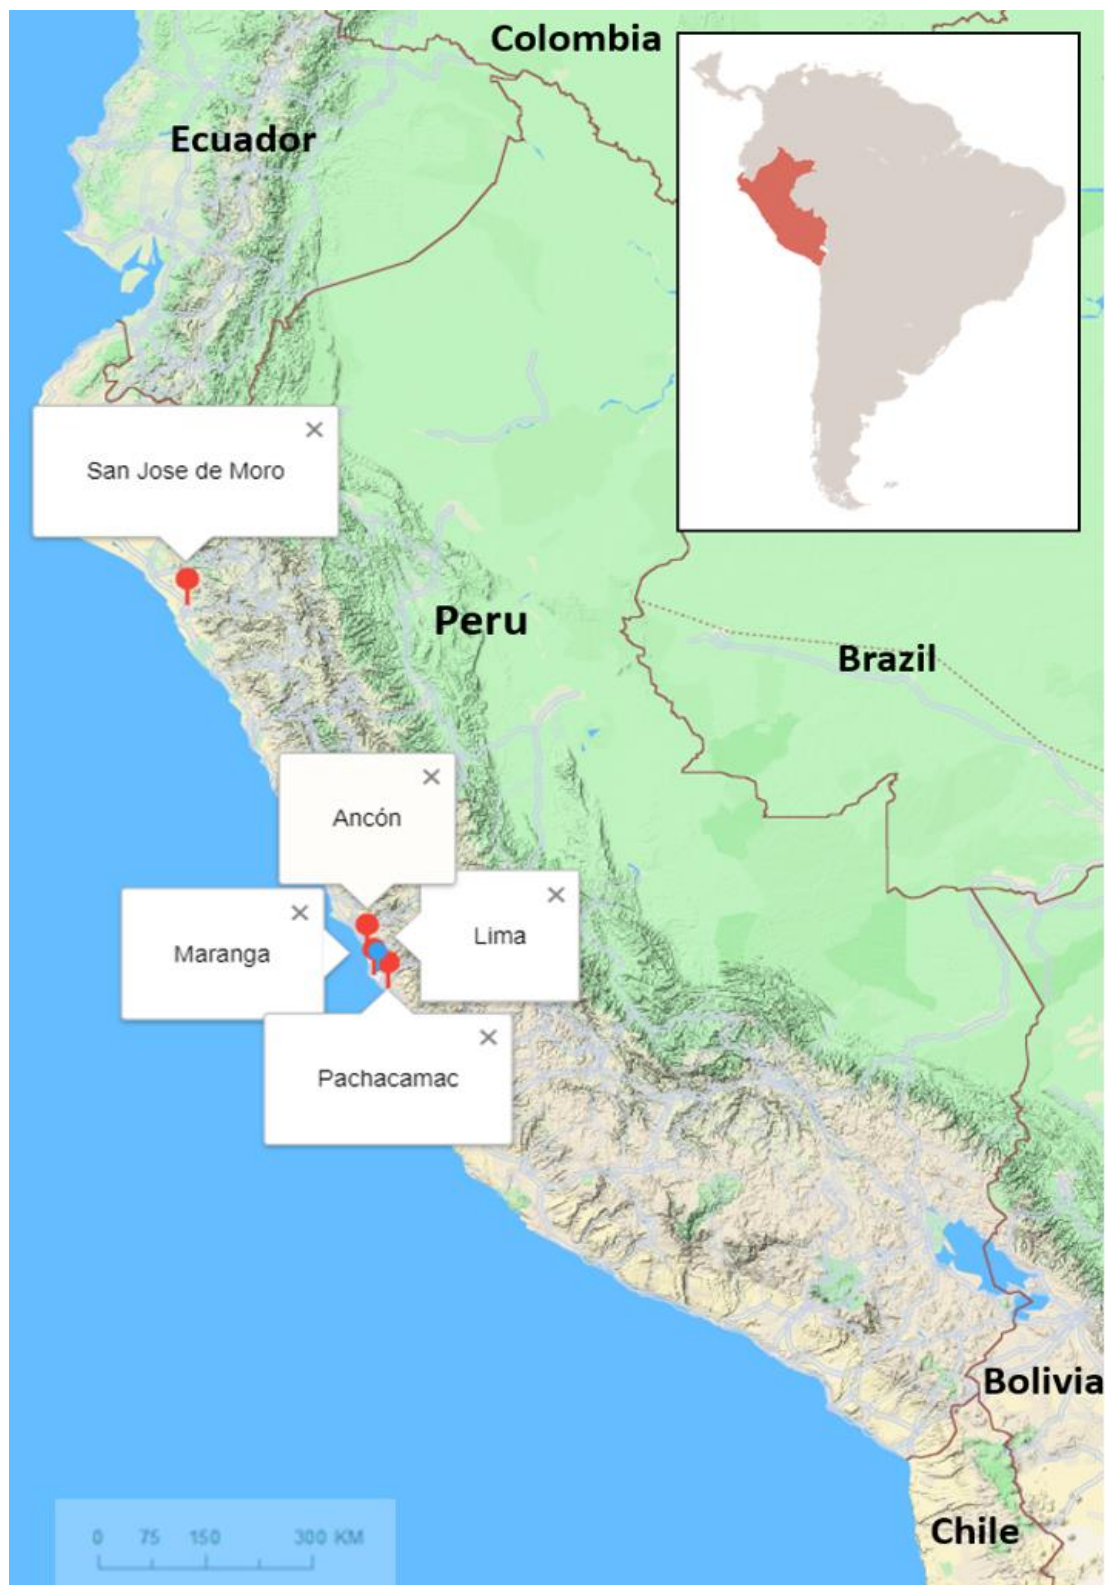 Colombia
Ecuador
San Jose de Moro
Peru
Brazil
Ancón
Lima
Maranga
Pachacamac
Bolivia
0 75 150 300 KM
Chile